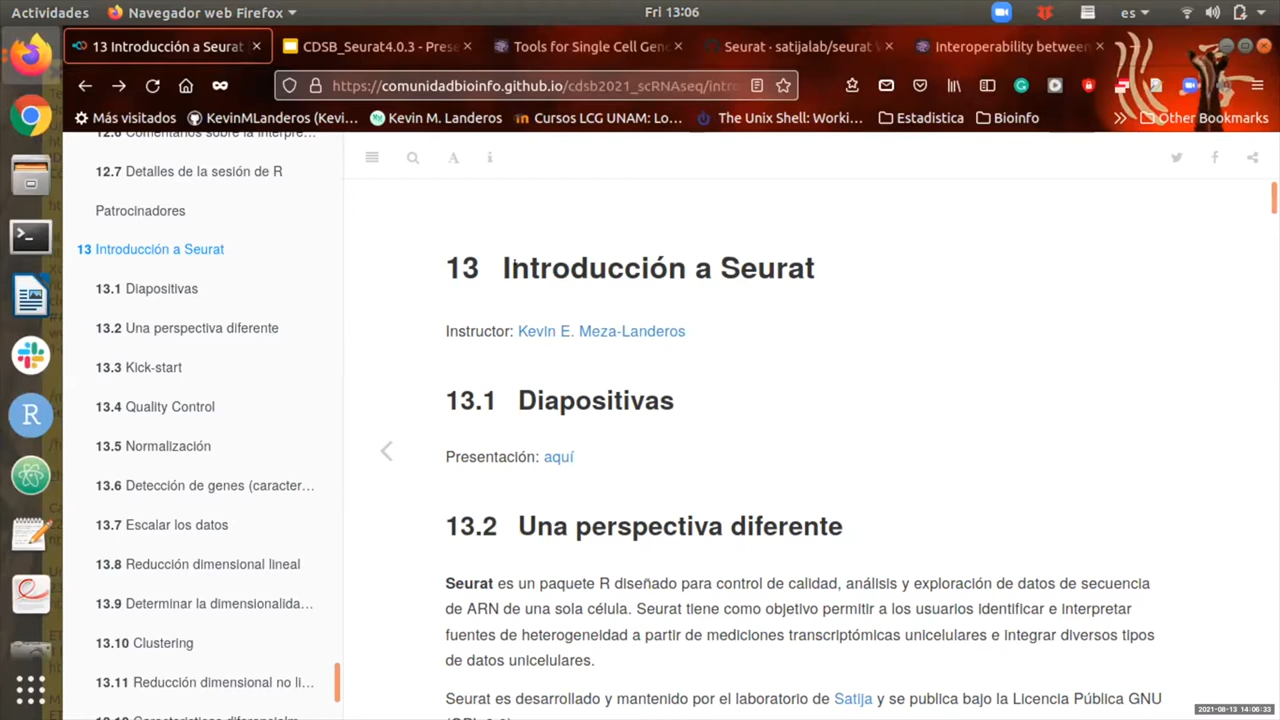 Actividades
Navegador web Firefox
Fri 13:06
es
13 Introducción a Seurat
CDSB_Seurat4.0.3 - Prese
Tools for Single Cell Geno
Seurat · satijalab/seurat W
Interoperability between
https://comunidadbioinfo.github.io/cdsb2021_scRNAseq/intro
Más visitados
KevinMLanderos (Kevi...
Kevin M. Landeros
Cursos LCG UNAM: Lo...
The Unix Shell: Worki...
Estadistica
Bioinfo
Other Bookmarks
12.6 Comentarios sobre la interpre...
12.7 Detalles de la sesión de R
Patrocinadores
13 Introducción a Seurat
13.1 Diapositivas
13.2 Una perspectiva diferente
13.3 Kick-start
13.4 Quality Control
13.5 Normalización
13.6 Detección de genes (caracter...
13.7 Escalar los datos
13.8 Reducción dimensional lineal
13.9 Determinar la dimensionalida...
13.10 Clustering
13.11 Reducción dimensional no li...
13 Introducción a Seurat
Instructor: Kevin E. Meza-Landeros
13.1 Diapositivas
Presentación: aquí
13.2 Una perspectiva diferente
Seurat es un paquete R diseñado para control de calidad, análisis y exploración de datos de secuencia
de ARN de una sola célula. Seurat tiene como objetivo permitir a los usuarios identificar e interpretar
fuentes de heterogeneidad a partir de mediciones transcriptómicas unicelulares e integrar diversos tipos
de datos unicelulares.
Seurat es desarrollado y mantenido por el laboratorio de Satija y se publica bajo la Licencia Pública GNU
2021-08-13 14:06:33